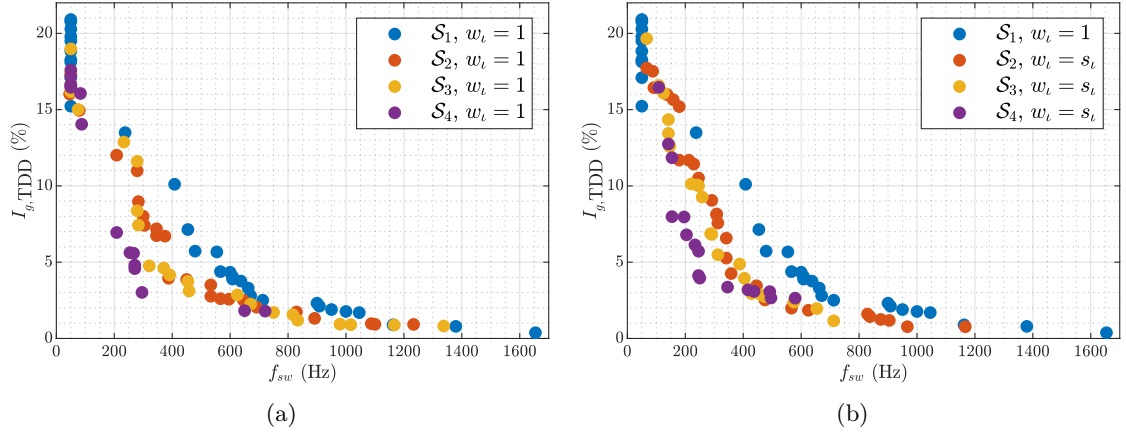 20
15
10
5
0
0 200 400 600 800 1000 1200 1400 1600
I_g,TDD (%)
f_sw (Hz)
S₁, w_ι = 1
S₂, w_ι = 1
S₃, w_ι = 1
S₄, w_ι = 1
(a)
20
15
10
5
0
0 200 400 600 800 1000 1200 1400 1600
I_g,TDD (%)
f_sw (Hz)
S₁, w_ι = 1
S₂, w_ι = s_ι
S₃, w_ι = s_ι
S₄, w_ι = s_ι
(b)